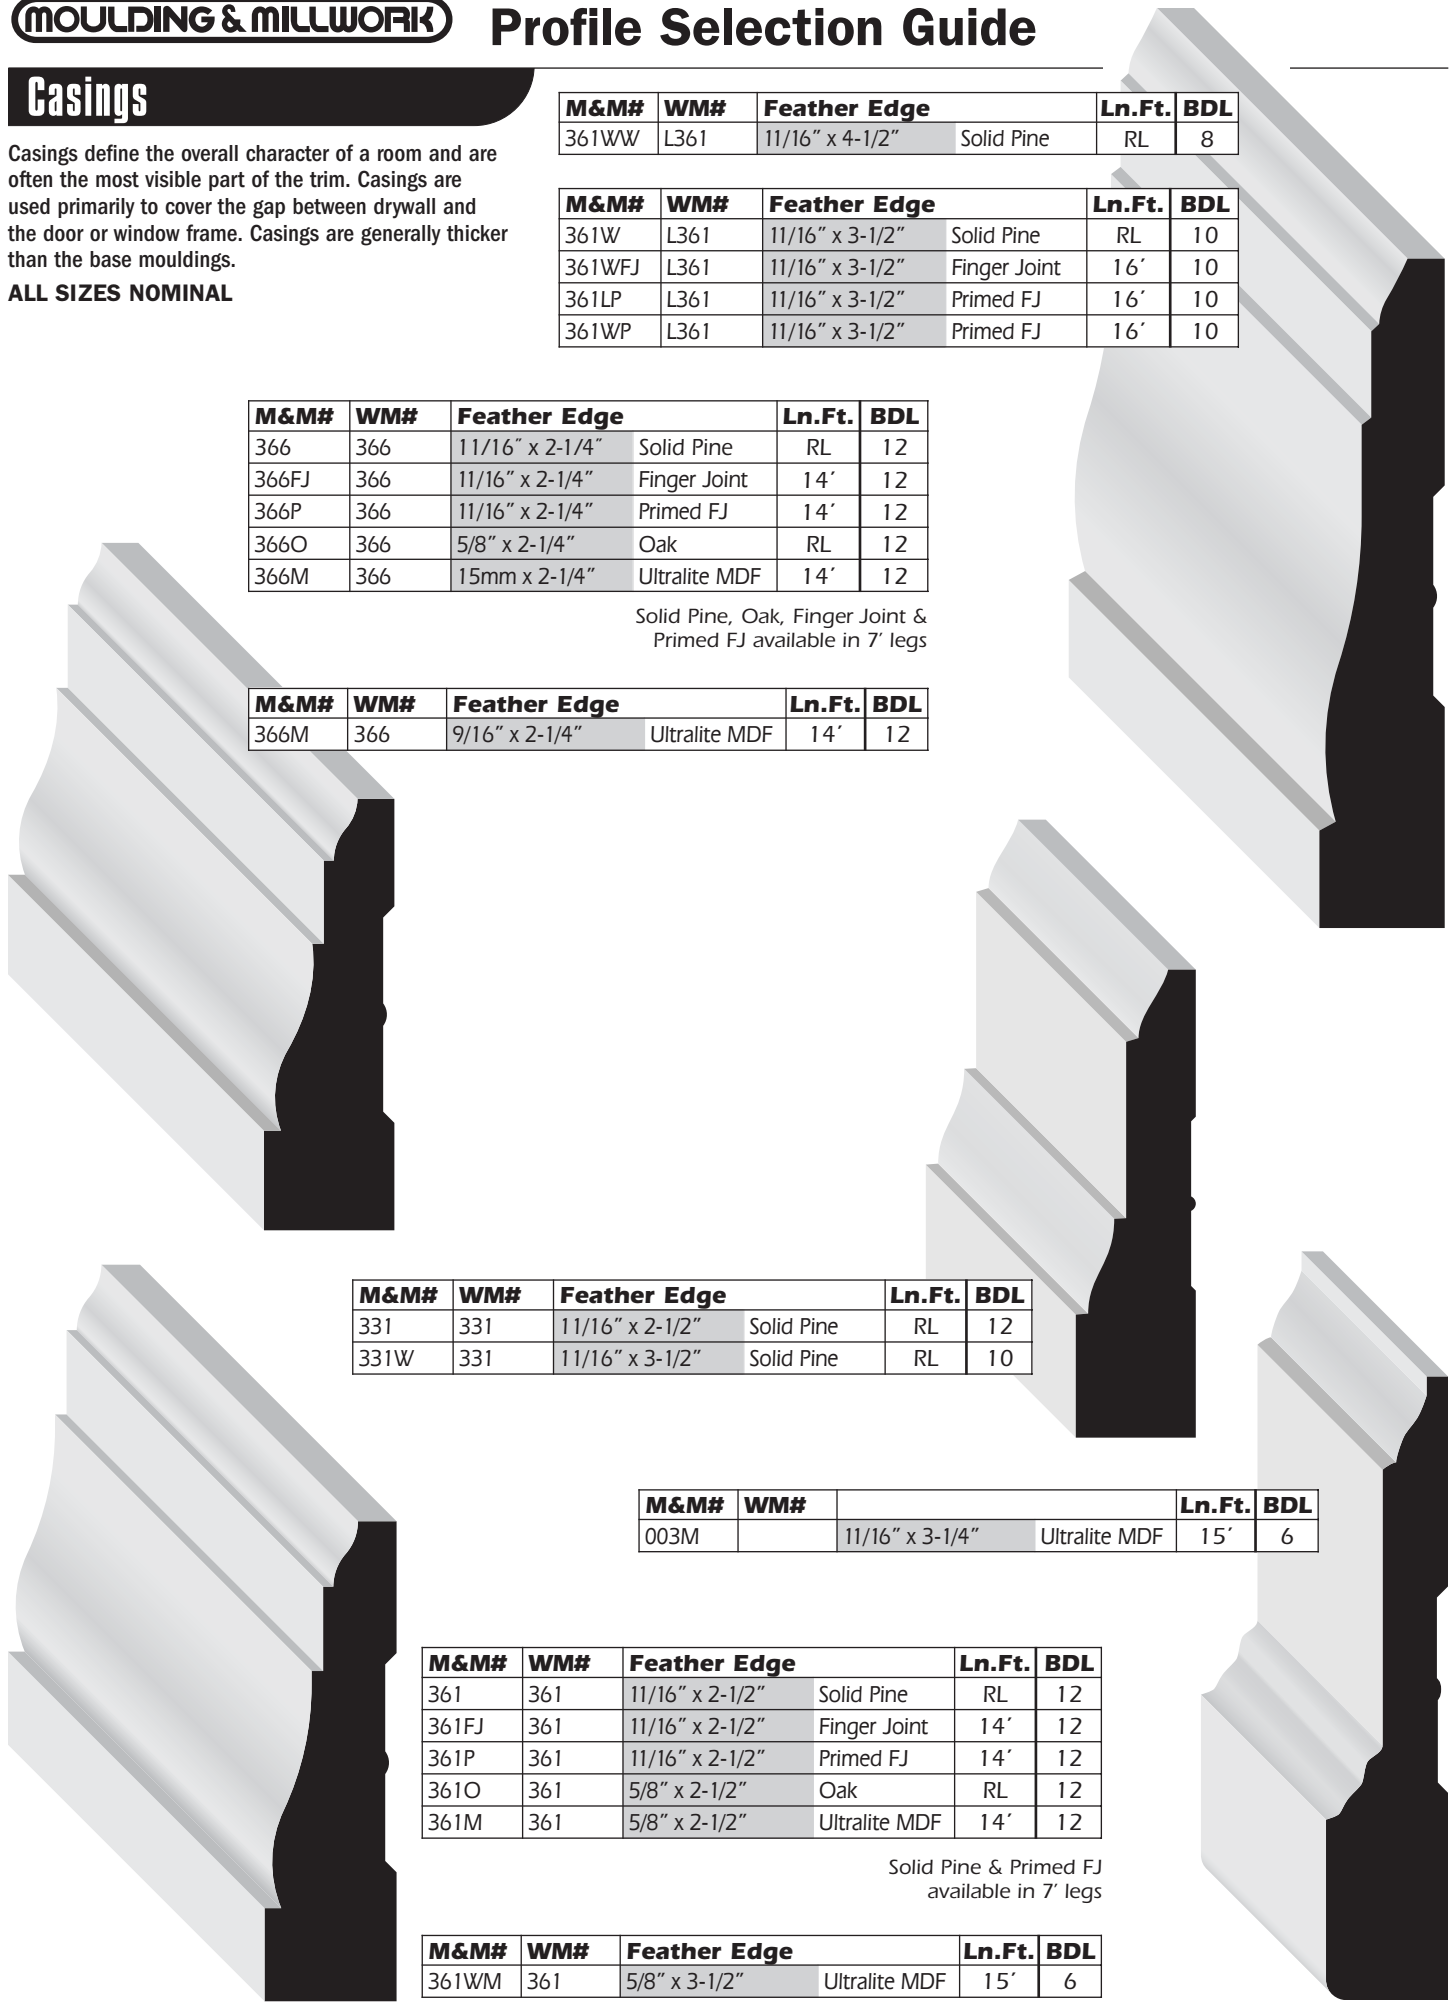 MOULDING & MILLWORK
Profile Selection Guide
Casings
Casings define the overall character of a room and are
often the most visible part of the trim. Casings are
used primarily to cover the gap between drywall and
the door or window frame. Casings are generally thicker
than the base mouldings.
ALL SIZES NOMINAL
M&M# WM# Feather Edge Ln.Ft. BDL
361WW L361 11/16” x 4-1/2” Solid Pine RL 8
M&M# WM# Feather Edge Ln.Ft. BDL
361W L361 11/16” x 3-1/2” Solid Pine RL 10
361WFJ L361 11/16” x 3-1/2” Finger Joint 16′ 10
361LP L361 11/16” x 3-1/2” Primed FJ 16′ 10
361WP L361 11/16” x 3-1/2” Primed FJ 16′ 10
M&M# WM# Feather Edge Ln.Ft. BDL
366 366 11/16” x 2-1/4” Solid Pine RL 12
366FJ 366 11/16” x 2-1/4” Finger Joint 14′ 12
366P 366 11/16” x 2-1/4” Primed FJ 14′ 12
366O 366 5/8” x 2-1/4” Oak RL 12
366M 366 15mm x 2-1/4” Ultralite MDF 14′ 12
Solid Pine, Oak, Finger Joint &
Primed FJ available in 7’ legs
M&M# WM# Feather Edge Ln.Ft. BDL
366M 366 9/16” x 2-1/4” Ultralite MDF 14′ 12
M&M# WM# Feather Edge Ln.Ft. BDL
331 331 11/16” x 2-1/2” Solid Pine RL 12
331W 331 11/16” x 3-1/2” Solid Pine RL 10
M&M# WM# Ln.Ft. BDL
003M 11/16” x 3-1/4” Ultralite MDF 15′ 6
M&M# WM# Feather Edge Ln.Ft. BDL
361 361 11/16” x 2-1/2” Solid Pine RL 12
361FJ 361 11/16” x 2-1/2” Finger Joint 14′ 12
361P 361 11/16” x 2-1/2” Primed FJ 14′ 12
361O 361 5/8” x 2-1/2” Oak RL 12
361M 361 5/8” x 2-1/2” Ultralite MDF 14′ 12
Solid Pine & Primed FJ
available in 7’ legs
M&M# WM# Feather Edge Ln.Ft. BDL
361WM 361 5/8” x 3-1/2” Ultralite MDF 15′ 6